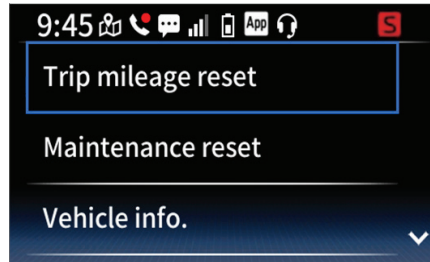 9:45 App S
Trip mileage reset
Maintenance reset
Vehicle info.